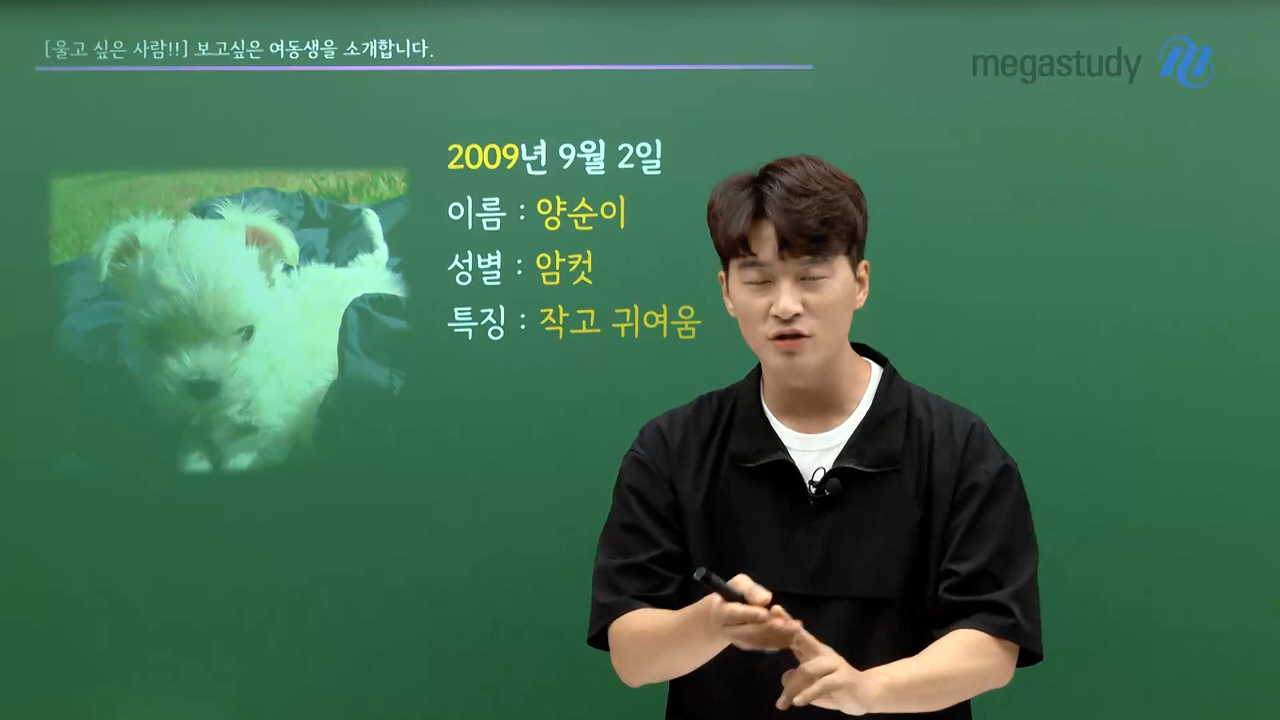 [울고 싶은 사람!!] 보고싶은 여동생을 소개합니다.
megastudy
2009년 9월 2일
이름 : 양순이
성별 : 암컷
특징 : 작고 귀여움